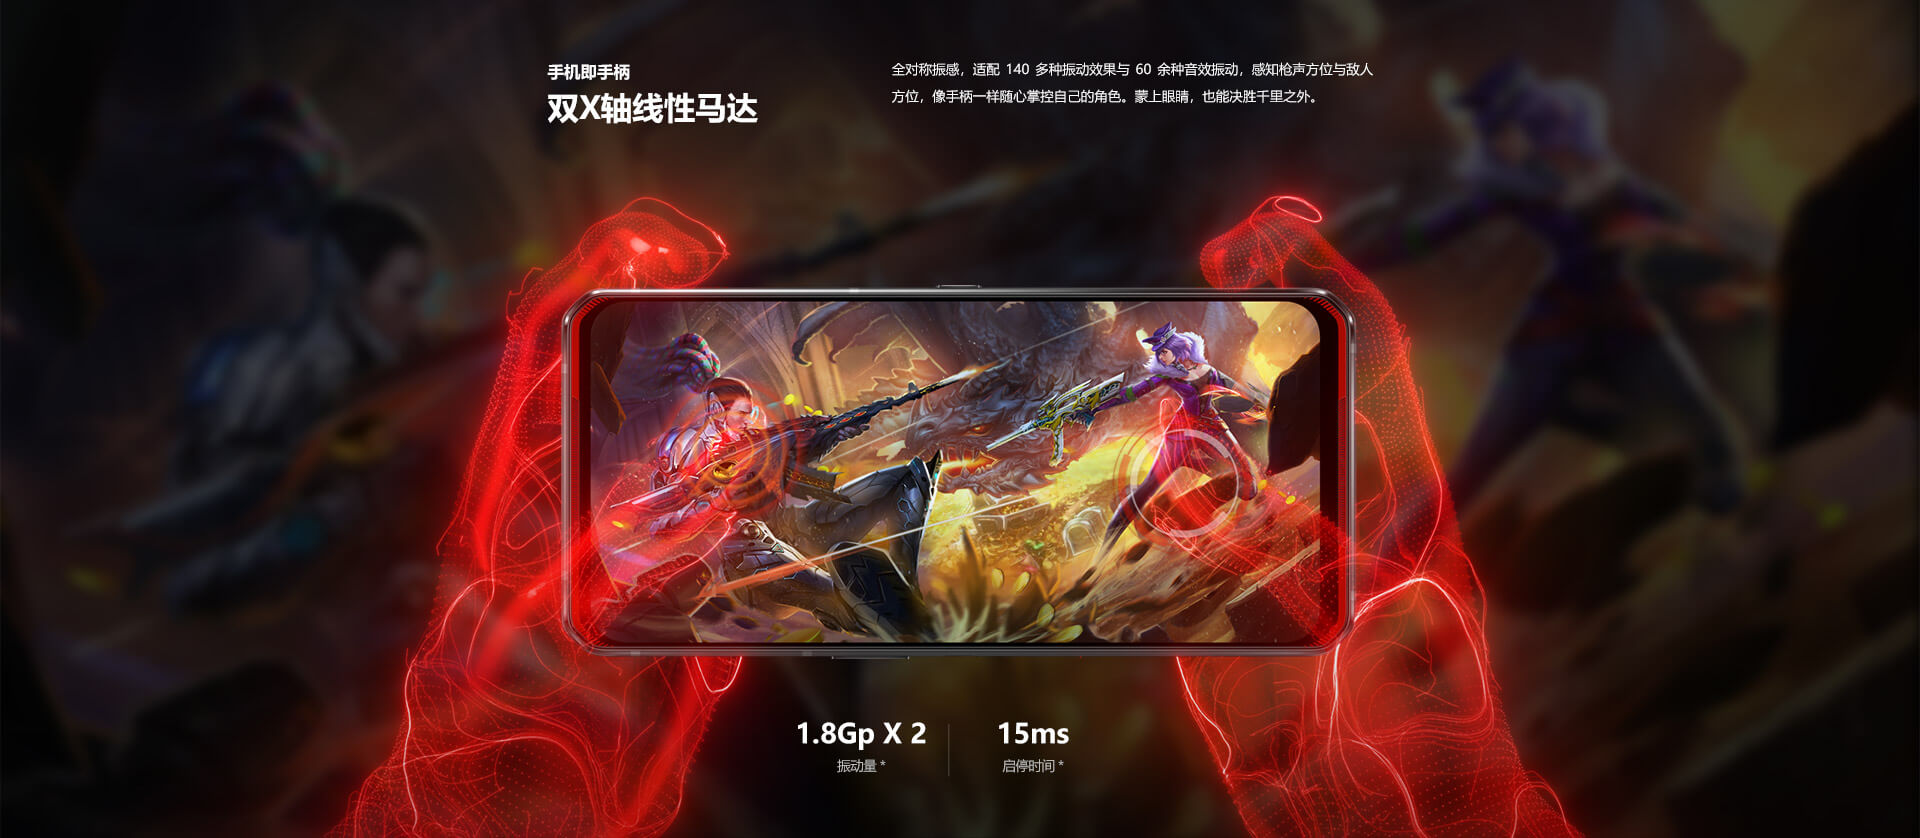 手机即手柄
双X轴线性马达
全对称振感，适配 140 多种振动效果与 60 余种音效振动，感知枪声方位与敌人
方位，像手柄一样随心掌控自己的角色。蒙上眼睛，也能决胜千里之外。
1.8Gp X 2
振动量 *
15ms
启停时间 *